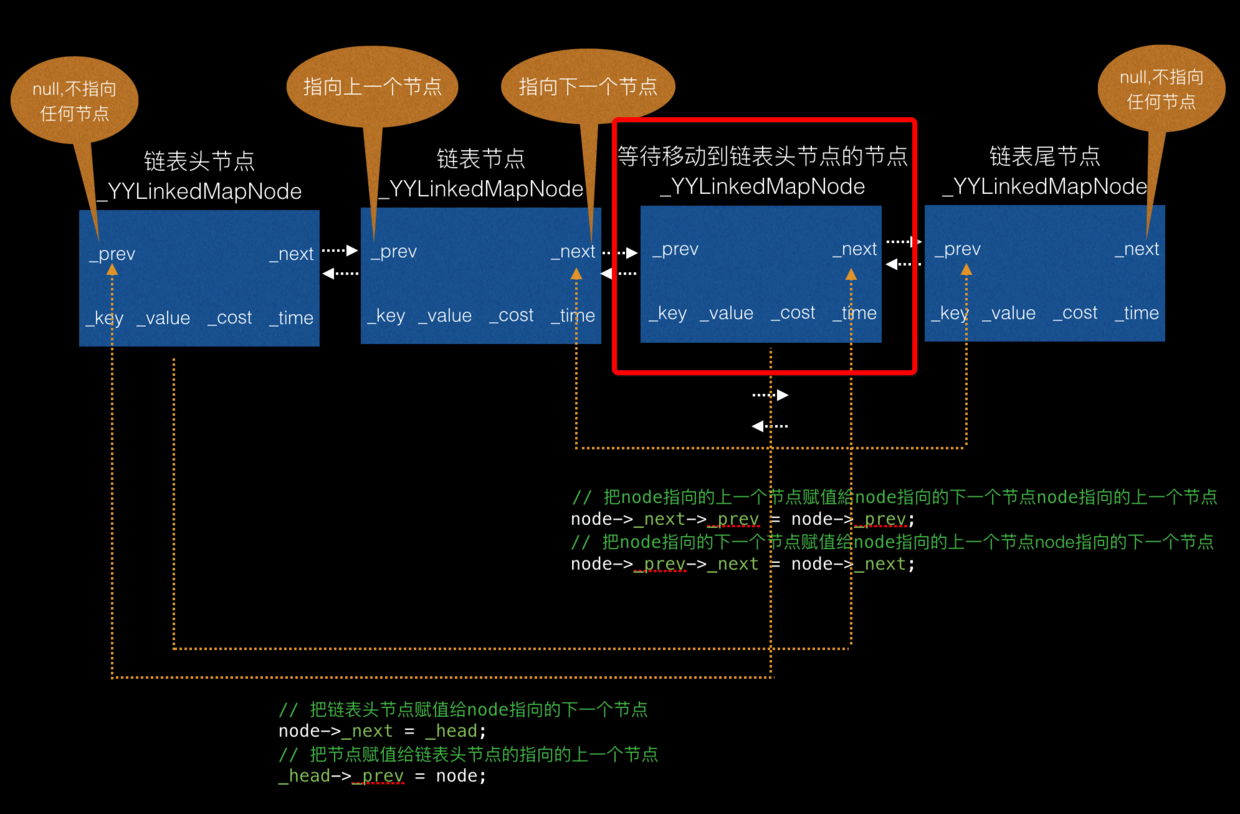 null,不指向
任何节点
指向上一个节点
指向下一个节点
null,不指向
任何节点
链表头节点
_YYLinkedMapNode
链表节点
_YYLinkedMapNode
等待移动到链表头节点的节点
_YYLinkedMapNode
链表尾节点
_YYLinkedMapNode
_prev _next
_key _value _cost _time
_prev _next
_key _value _cost _time
_prev _next
_key _value _cost _time
_prev _next
_key _value _cost _time
// 把node指向的上一个节点赋值給node指向的下一个节点node指向的上一个节点
node->_next->_prev = node->_prev;
// 把node指向的下一个节点赋值给node指向的上一个节点node指向的下一个节点
node->_prev->_next = node->_next;
// 把链表头节点赋值给node指向的下一个节点
node->_next = _head;
// 把节点赋值给链表头节点的指向的上一个节点
_head->_prev = node;